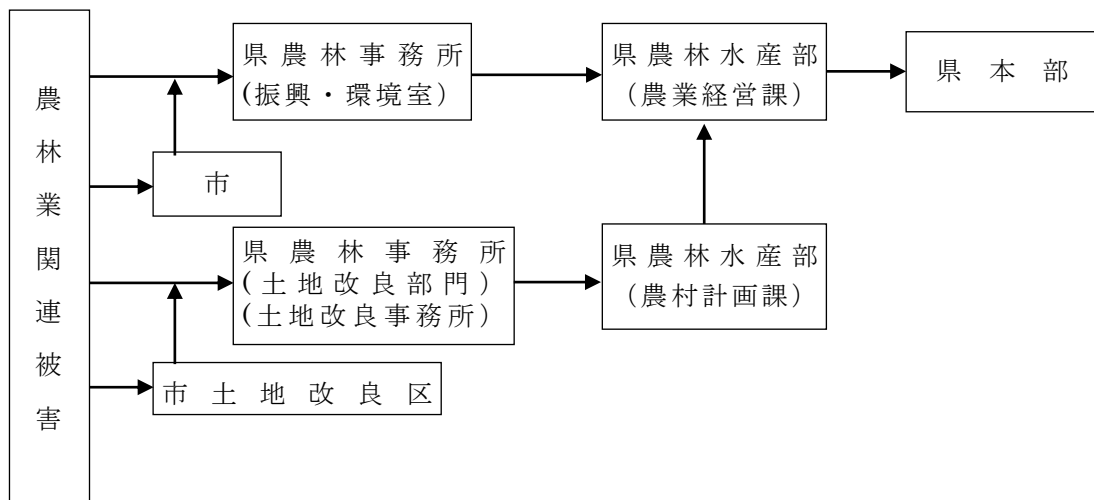 農林業関連被害
県農林事務所
(振興・環境室)
県農林水産部
(農業経営課)
県本部
市
県農林事務所
(土地改良部門)
(土地改良事務所)
県農林水産部
(農村計画課)
市土地改良区